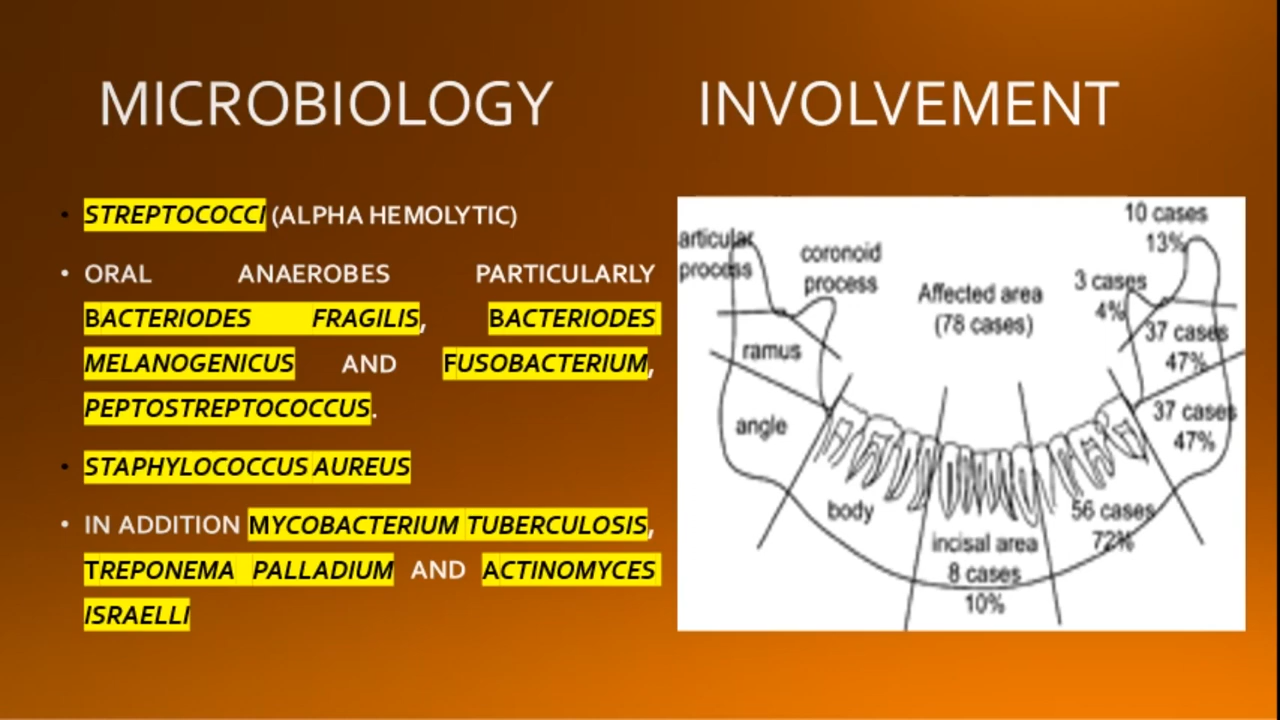 MICROBIOLOGY
• STREPTOCOCCI (ALPHA HEMOLYTIC)
• ORAL ANAEROBES PARTICULARLY
BACTERIODES FRAGILIS, BACTERIODES
MELANOGENICUS AND FUSOBACTERIUM,
PEPTOSTREPTOCOCCUS.
• STAPHYLOCOCCUS AUREUS
• IN ADDITION MYCOBACTERIUM TUBERCULOSIS,
TREPONEMA PALLADIUM AND ACTINOMYCES
ISRAELLI
INVOLVEMENT
articular
process
coronoid
process
Affected area
(78 cases)
10 cases
13%
3 cases
4%
ramus
37 cases
47%
angle
37 cases
47%
body
incisal area
8 cases
10%
56 cases
72%